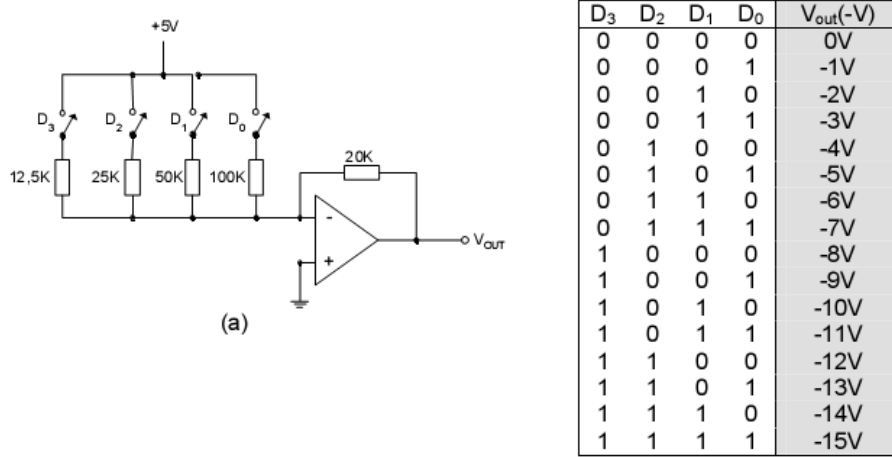 +5V
D₃ D₂ D₁ D₀
12,5K 25K 50K 100K
20K
-
+
V_OUT
(a)
D₃ D₂ D₁ D₀ V_out(-V)
0 0 0 0 0V
0 0 0 1 -1V
0 0 1 0 -2V
0 0 1 1 -3V
0 1 0 0 -4V
0 1 0 1 -5V
0 1 1 0 -6V
0 1 1 1 -7V
1 0 0 0 -8V
1 0 0 1 -9V
1 0 1 0 -10V
1 0 1 1 -11V
1 1 0 0 -12V
1 1 0 1 -13V
1 1 1 0 -14V
1 1 1 1 -15V